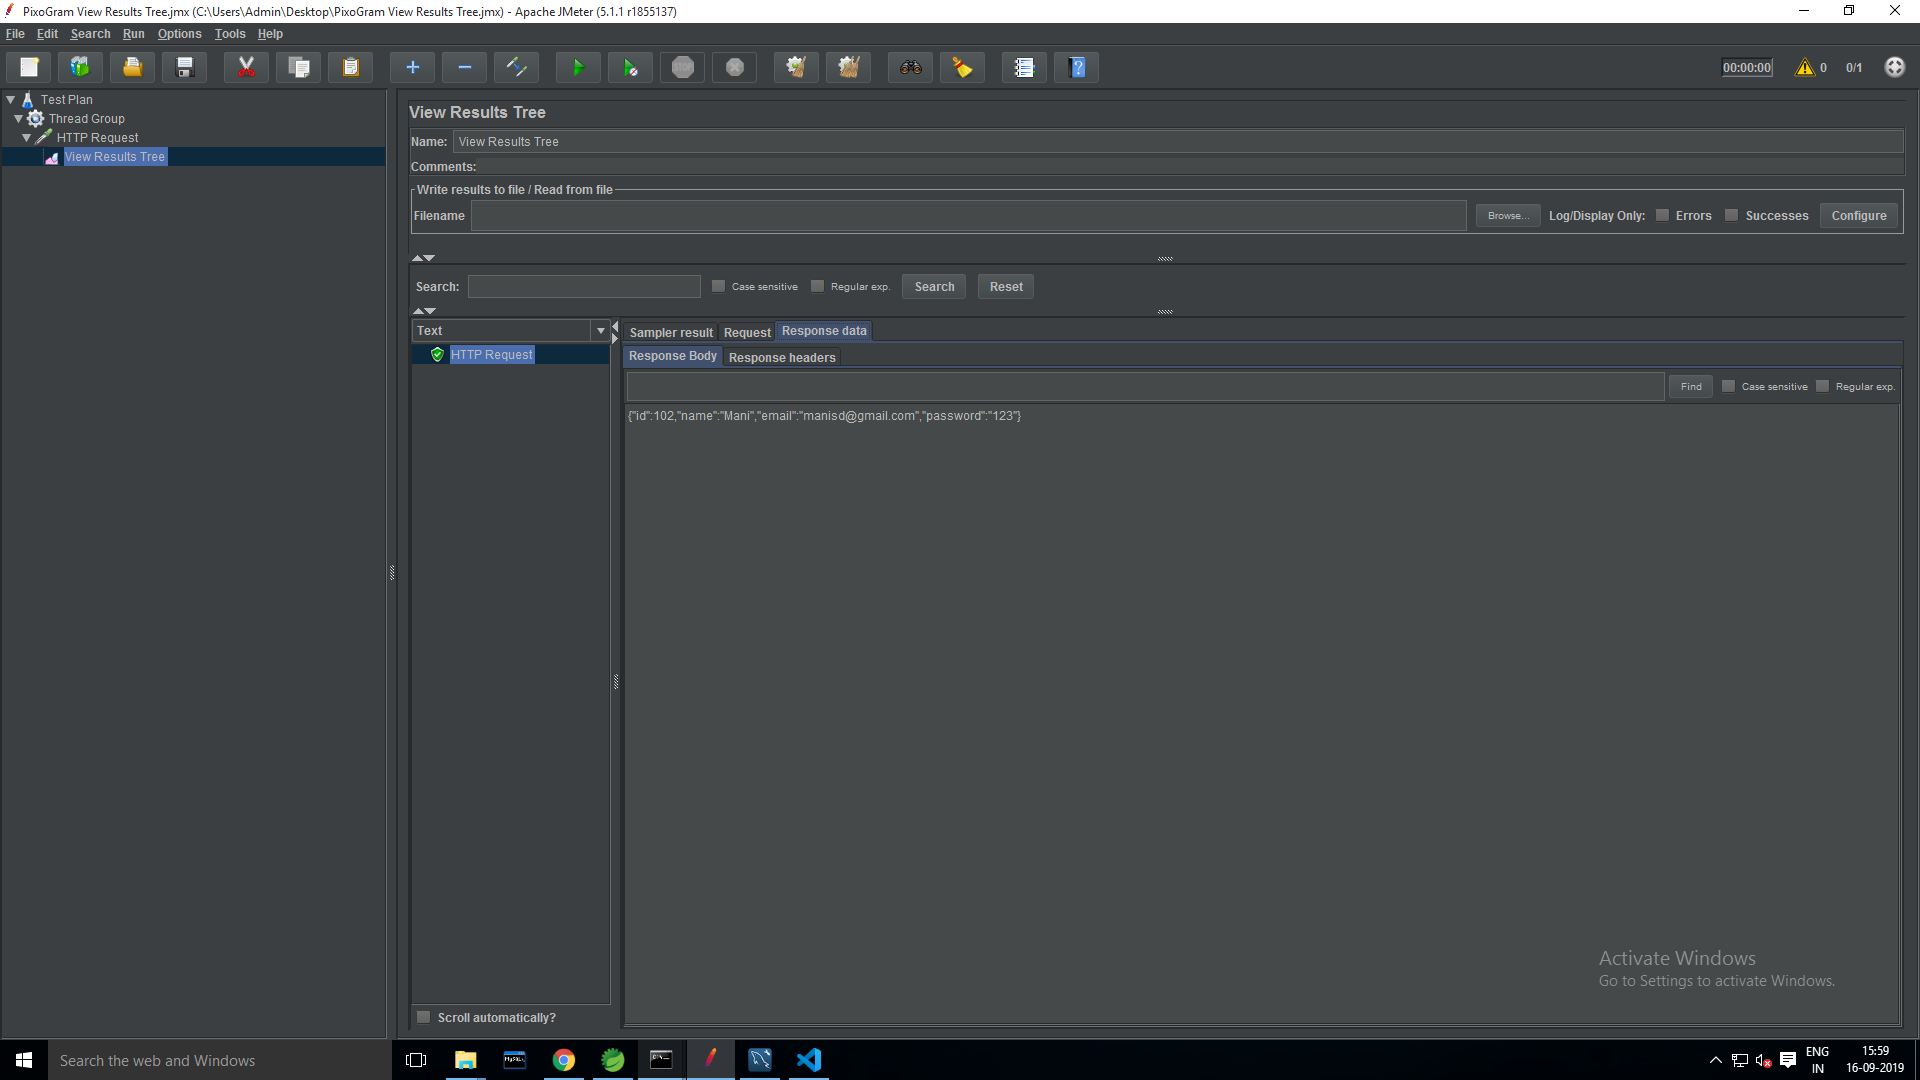 PixoGram View Results Tree.jmx (C:\Users\Admin\Desktop\PixoGram View Results Tree.jmx) - Apache JMeter (5.1.1 r1855137)
File Edit Search Run Options Tools Help
STOP
00:00:00 0 0/1
Test Plan
Thread Group
HTTP Request
View Results Tree
View Results Tree
Name: View Results Tree
Comments:
Write results to file / Read from file
Filename Browse... Log/Display Only: Errors Successes Configure
Search: Case sensitive Regular exp. Search Reset
Text
HTTP Request
Sampler result Request Response data
Response Body Response headers
Find Case sensitive Regular exp.
{"id":102,"name":"Mani","email":"manisd@gmail.com","password":"123"}
Scroll automatically?
Activate Windows
Go to Settings to activate Windows.
Search the web and Windows
MySQL
ENG
IN
15:59
16-09-2019